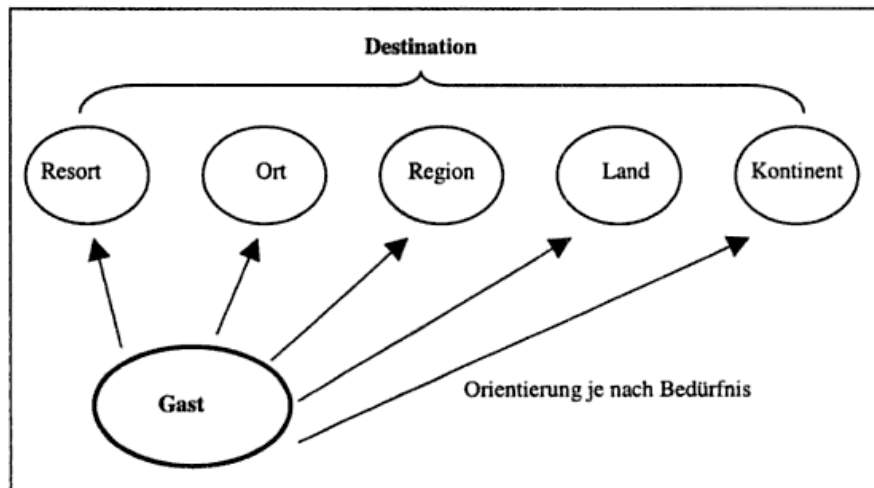 Destination
Resort
Ort
Region
Land
Kontinent
Gast
Orientierung je nach Bedürfnis